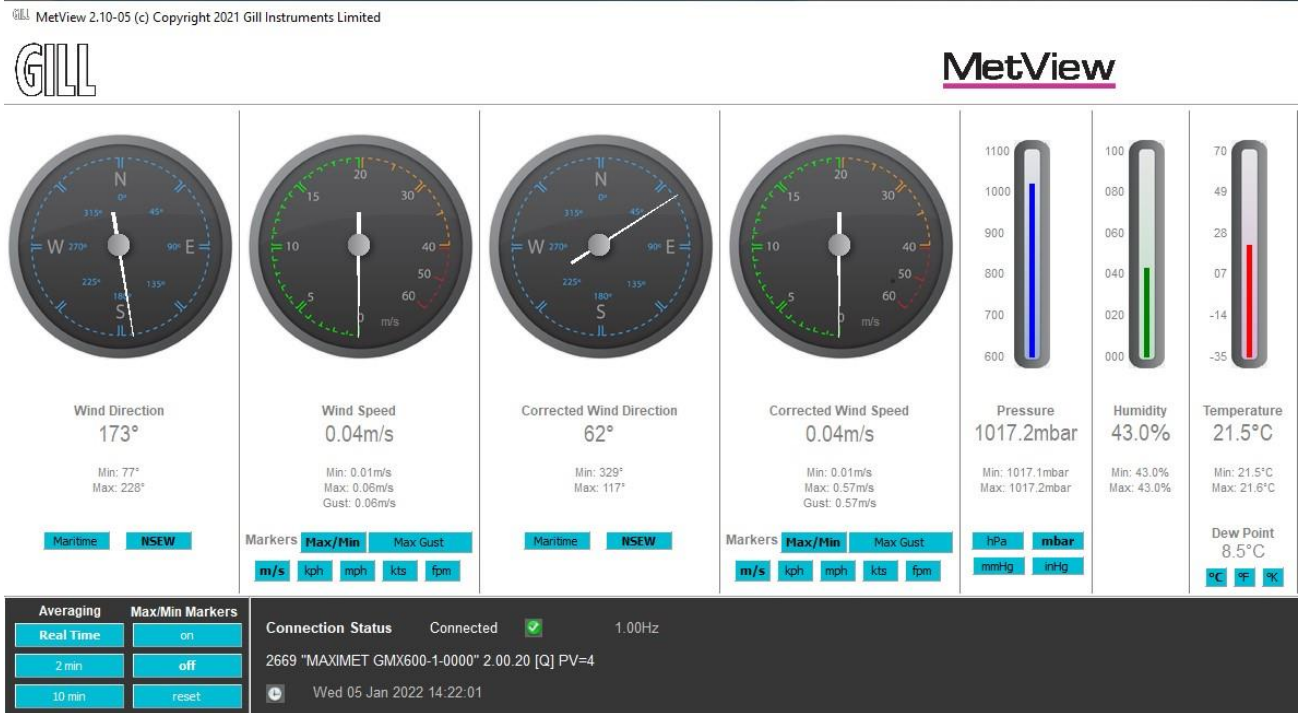 GILL MetView 2.10-05 (c) Copyright 2021 Gill Instruments Limited
GILL
MetView
N
0°
45°
90° E
135°
180°
S
225°
W 270°
315°
0
5
10
15
20
30
40
50
60
m/s
N
0°
45°
90° E
135°
180°
S
225°
W 270°
315°
0
5
10
15
20
30
40
50
60
m/s
1100
1000
900
800
700
600
100
080
060
040
020
000
70
49
28
07
-14
-35
Wind Direction
173°
Min: 77°
Max: 228°
Maritime NSEW
Wind Speed
0.04m/s
Min: 0.01m/s
Max: 0.06m/s
Gust: 0.06m/s
Markers Max/Min Max Gust
m/s kph mph kts fpm
Corrected Wind Direction
62°
Min: 329°
Max: 117°
Maritime NSEW
Corrected Wind Speed
0.04m/s
Min: 0.01m/s
Max: 0.57m/s
Gust: 0.57m/s
Markers Max/Min Max Gust
m/s kph mph kts fpm
Pressure
1017.2mbar
Min: 1017.1mbar
Max: 1017.2mbar
hPa mbar
mmHg inHg
Humidity
43.0%
Min: 43.0%
Max: 43.0%
Temperature
21.5°C
Min: 21.5°C
Max: 21.6°C
Dew Point
8.5°C
°C °F °K
Averaging
Real Time
2 min
10 min
Max/Min Markers
on
off
reset
Connection Status Connected 1.00Hz
2669 "MAXIMET GMX600-1-0000" 2.00.20 [Q] PV=4
Wed 05 Jan 2022 14:22:01